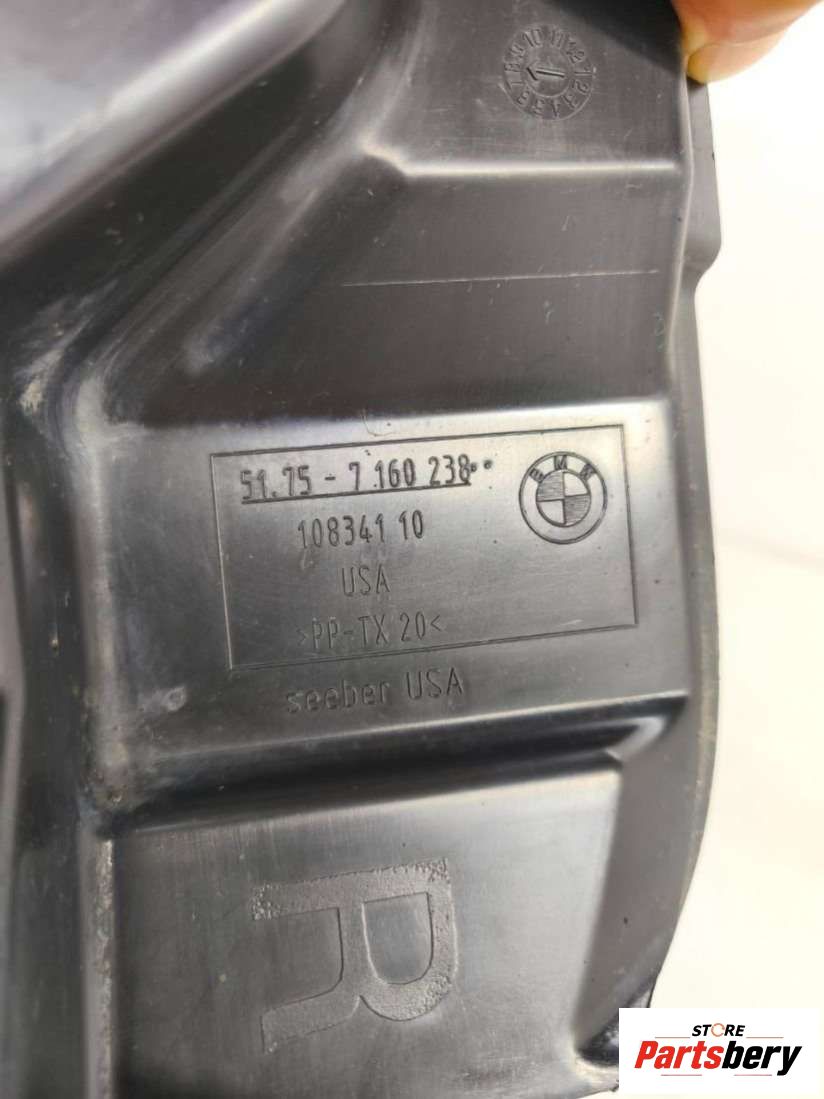 51.75 - 7 160 238
BMW
108341 10
USA
>PP-TX 20<
seeber USA
R
STORE
Partsbery